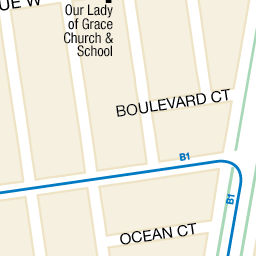 UE W
Our Lady
of Grace
Church &
School
BOULEVARD CT
B1
B1
OCEAN CT